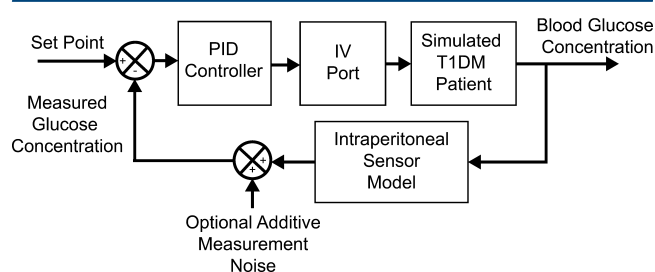 Set Point
+
-
PID
Controller
IV
Port
Simulated
T1DM
Patient
Blood Glucose
Concentration
Measured
Glucose
Concentration
+
+
Intraperitoneal
Sensor
Model
Optional Additive
Measurement
Noise